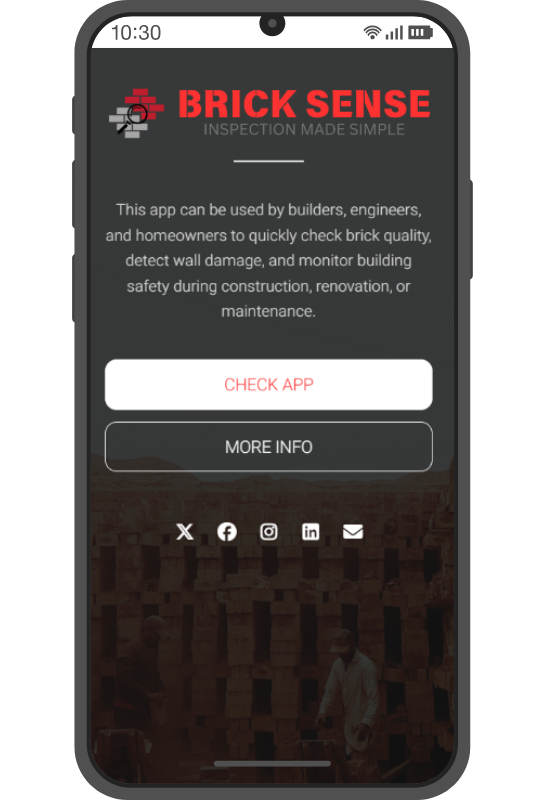 10:30
BRICK SENSE
INSPECTION MADE SIMPLE
This app can be used by builders, engineers,
and homeowners to quickly check brick quality,
detect wall damage, and monitor building
safety during construction, renovation, or
maintenance.
CHECK APP
MORE INFO